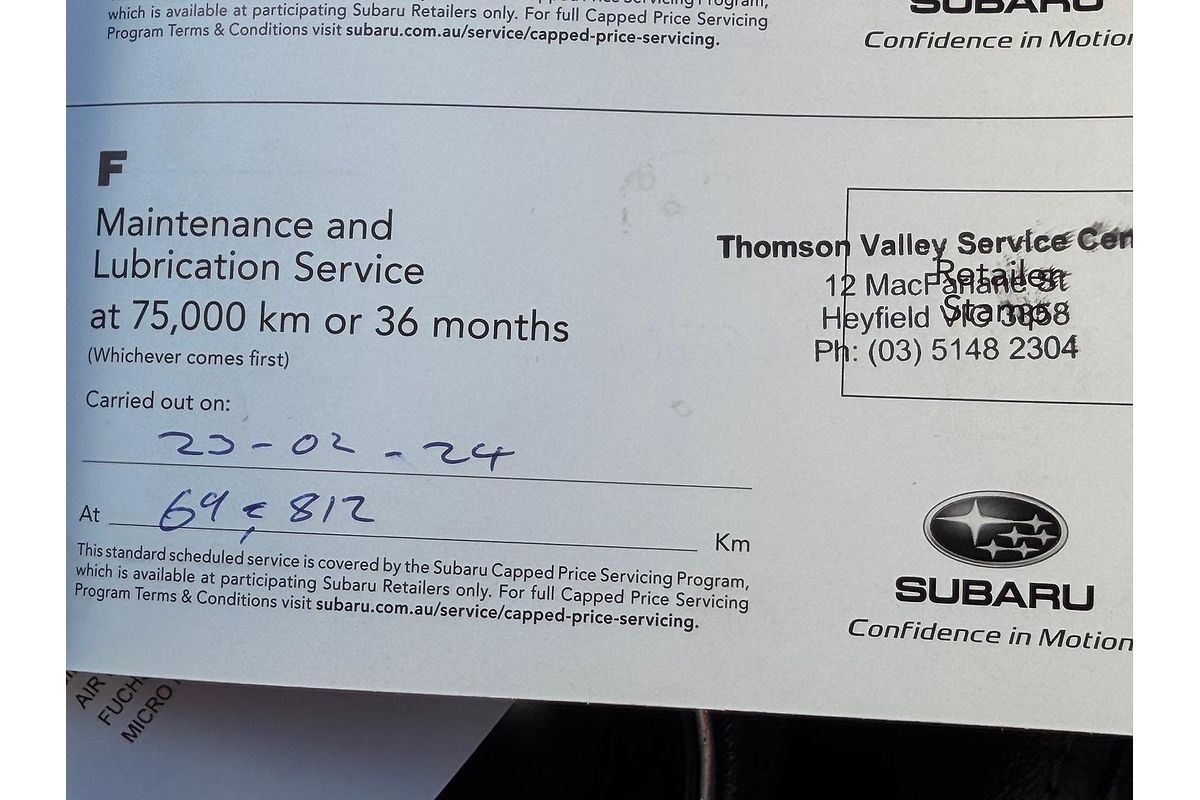 which is available at participating Subaru Retailers only. For full Capped Price Servicing
Program Terms & Conditions visit subaru.com.au/service/capped-price-servicing.
SUBARU
Confidence in Motion
F
Maintenance and
Lubrication Service
at 75,000 km or 36 months
(Whichever comes first)
Carried out on:
23-02-24
At 69,812 Km
This standard scheduled service is covered by the Subaru Capped Price Servicing Program,
which is available at participating Subaru Retailers only. For full Capped Price Servicing
Program Terms & Conditions visit subaru.com.au/service/capped-price-servicing.
Thomson Valley Service Cen
Retailer
12 MacFarlane St
Stamp
Heyfield VIC 3858
Ph: (03) 5148 2304
SUBARU
Confidence in Motion
AIR
FUCH
MICRO